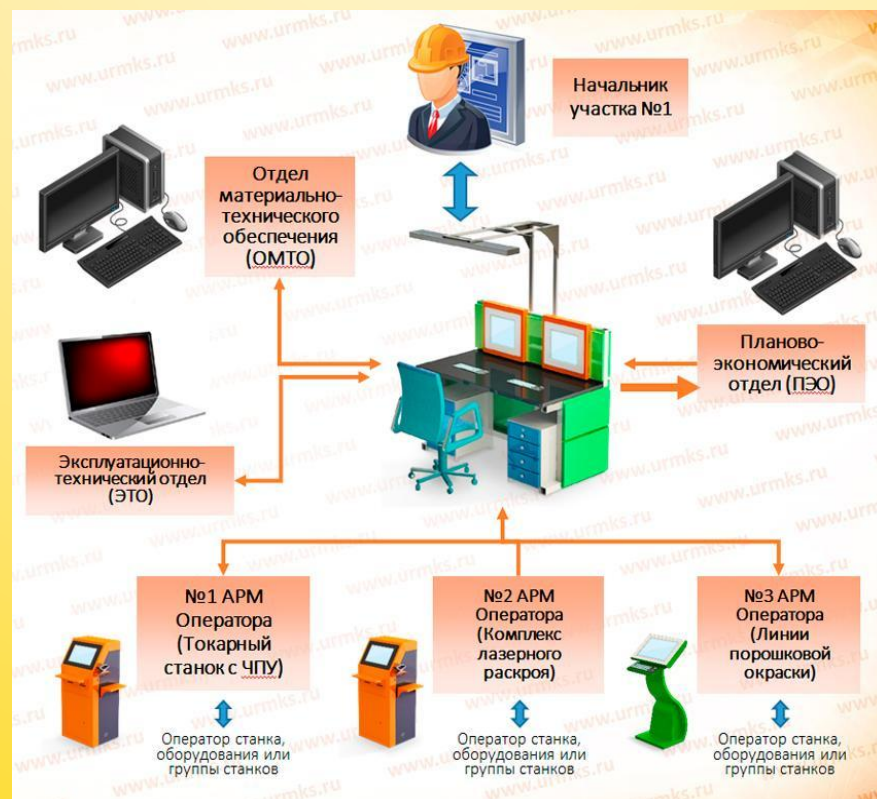 www.urmks.ru
Начальник
участка №1
Отдел
материально-
технического
обеспечения
(ОМТО)
Планово-
экономический
отдел (ПЭО)
Эксплуатационно-
технический отдел
(ЭТО)
№1 АРМ
Оператора
(Токарный
станок с ЧПУ)
№2 АРМ
Оператора
(Комплекс
лазерного
раскроя)
№3 АРМ
Оператора
(Линии
порошковой
окраски)
Оператор станка,
оборудования или
группы станков
Оператор станка,
оборудования или
группы станков
Оператор станка,
оборудования или
группы станков